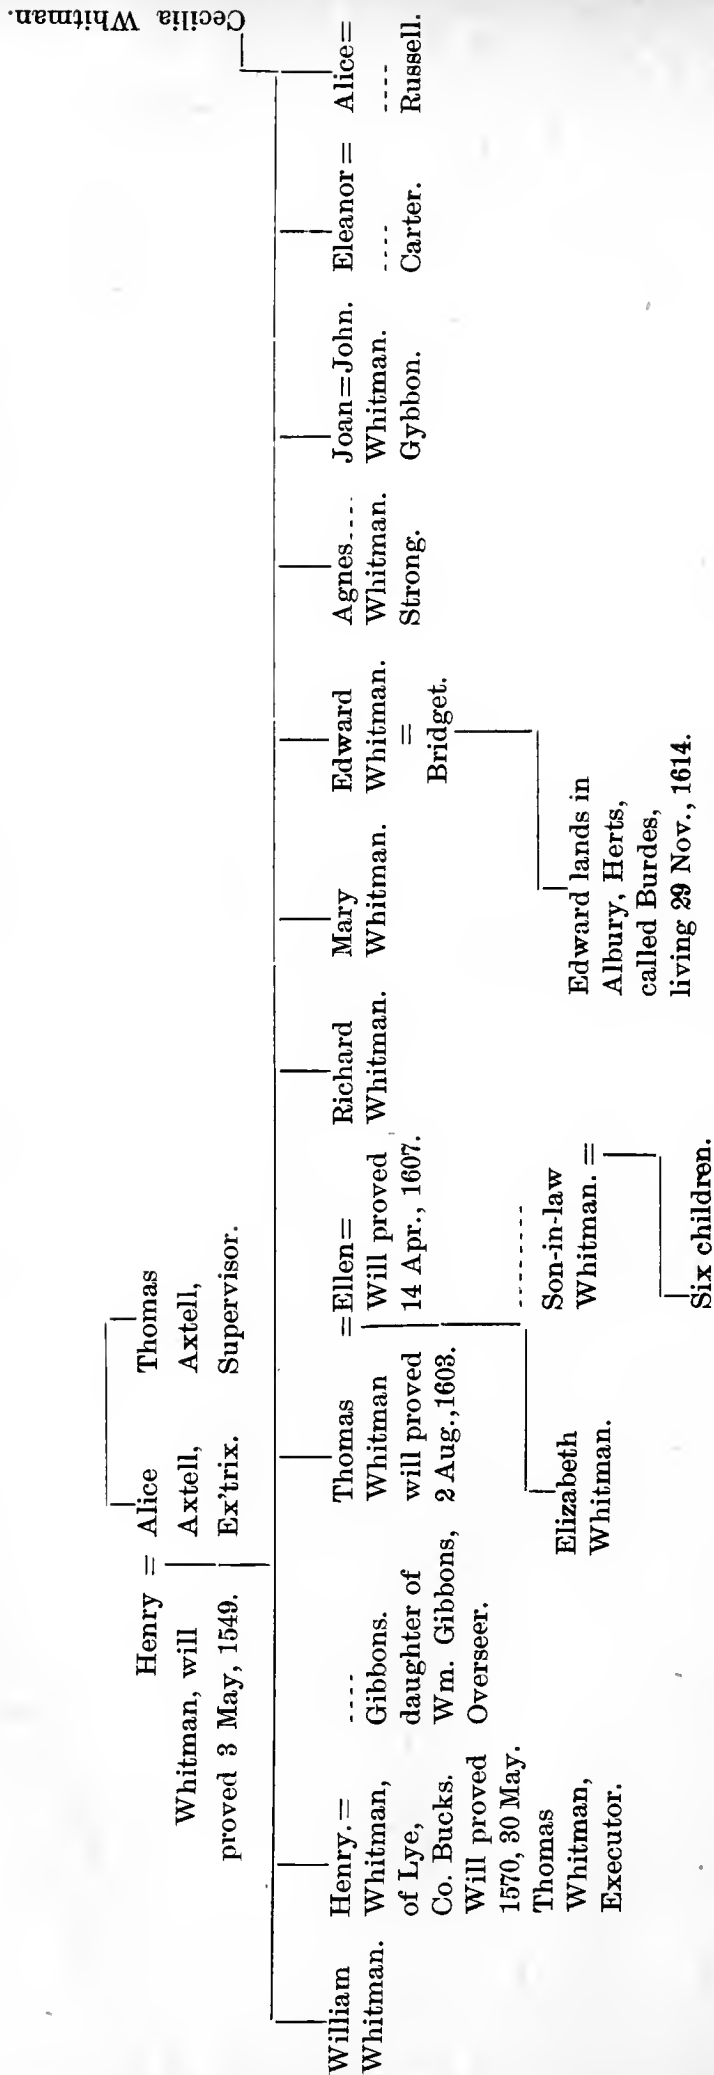 Henry = Alice Thomas
Whitman, will Axtell, Axtell,
proved 3 May, 1549. Ex'trix. Supervisor.
William
Whitman.
Henry. =
Whitman,
of Lye,
Co. Bucks.
Will proved
1570, 30 May.
Thomas
Whitman,
Executor.
....
Gibbons.
daughter of
Wm. Gibbons,
Overseer.
Thomas
Whitman
will proved
2 Aug., 1603.
=Ellen=
Will proved
14 Apr., 1607.
Richard
Whitman.
Mary
Whitman.
Edward
Whitman.
=
Bridget.
Agnes....
Whitman.
Strong.
Joan=John.
Whitman.
Gybbon.
Eleanor=
....
Carter.
Alice=
....
Russell.
Cecilia Whitman.
Elizabeth
Whitman.
........
Son-in-law
Whitman. =
Six children.
Edward lands in
Albury, Herts,
called Burdes,
living 29 Nov., 1614.